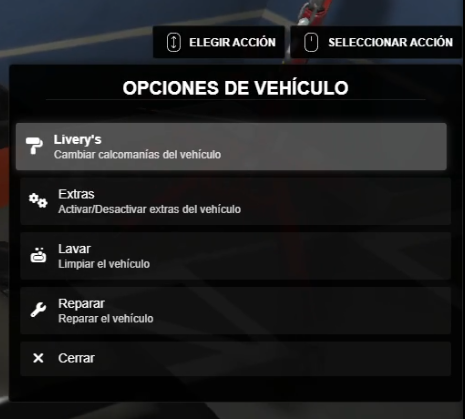 ELEGIR ACCIÓN
SELECCIONAR ACCIÓN
OPCIONES DE VEHÍCULO
Livery's
Cambiar calcomanías del vehículo
Extras
Activar/Desactivar extras del vehículo
Lavar
Limpiar el vehículo
Reparar
Reparar el vehículo
Cerrar